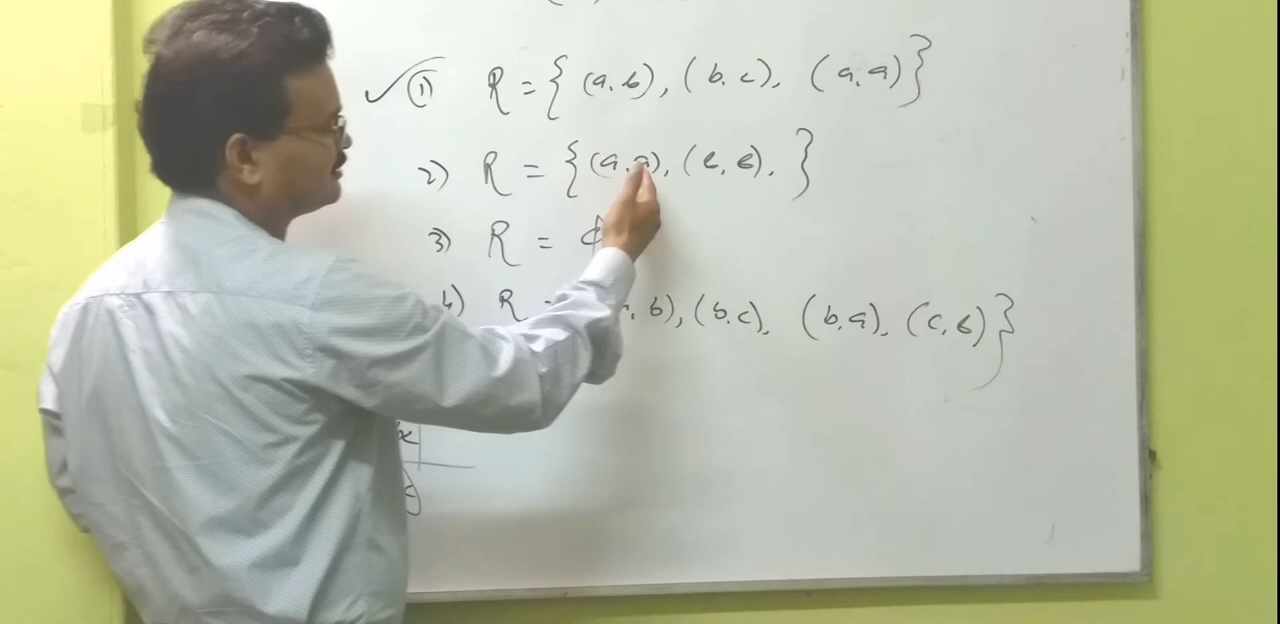 ✓ ① R = { (a, b), (b, c), (a, a) }
2) R = { (a, a), (b, b), }
3) R = ϕ
4) R = , b), (b, c), (b, a), (c, b) }
x